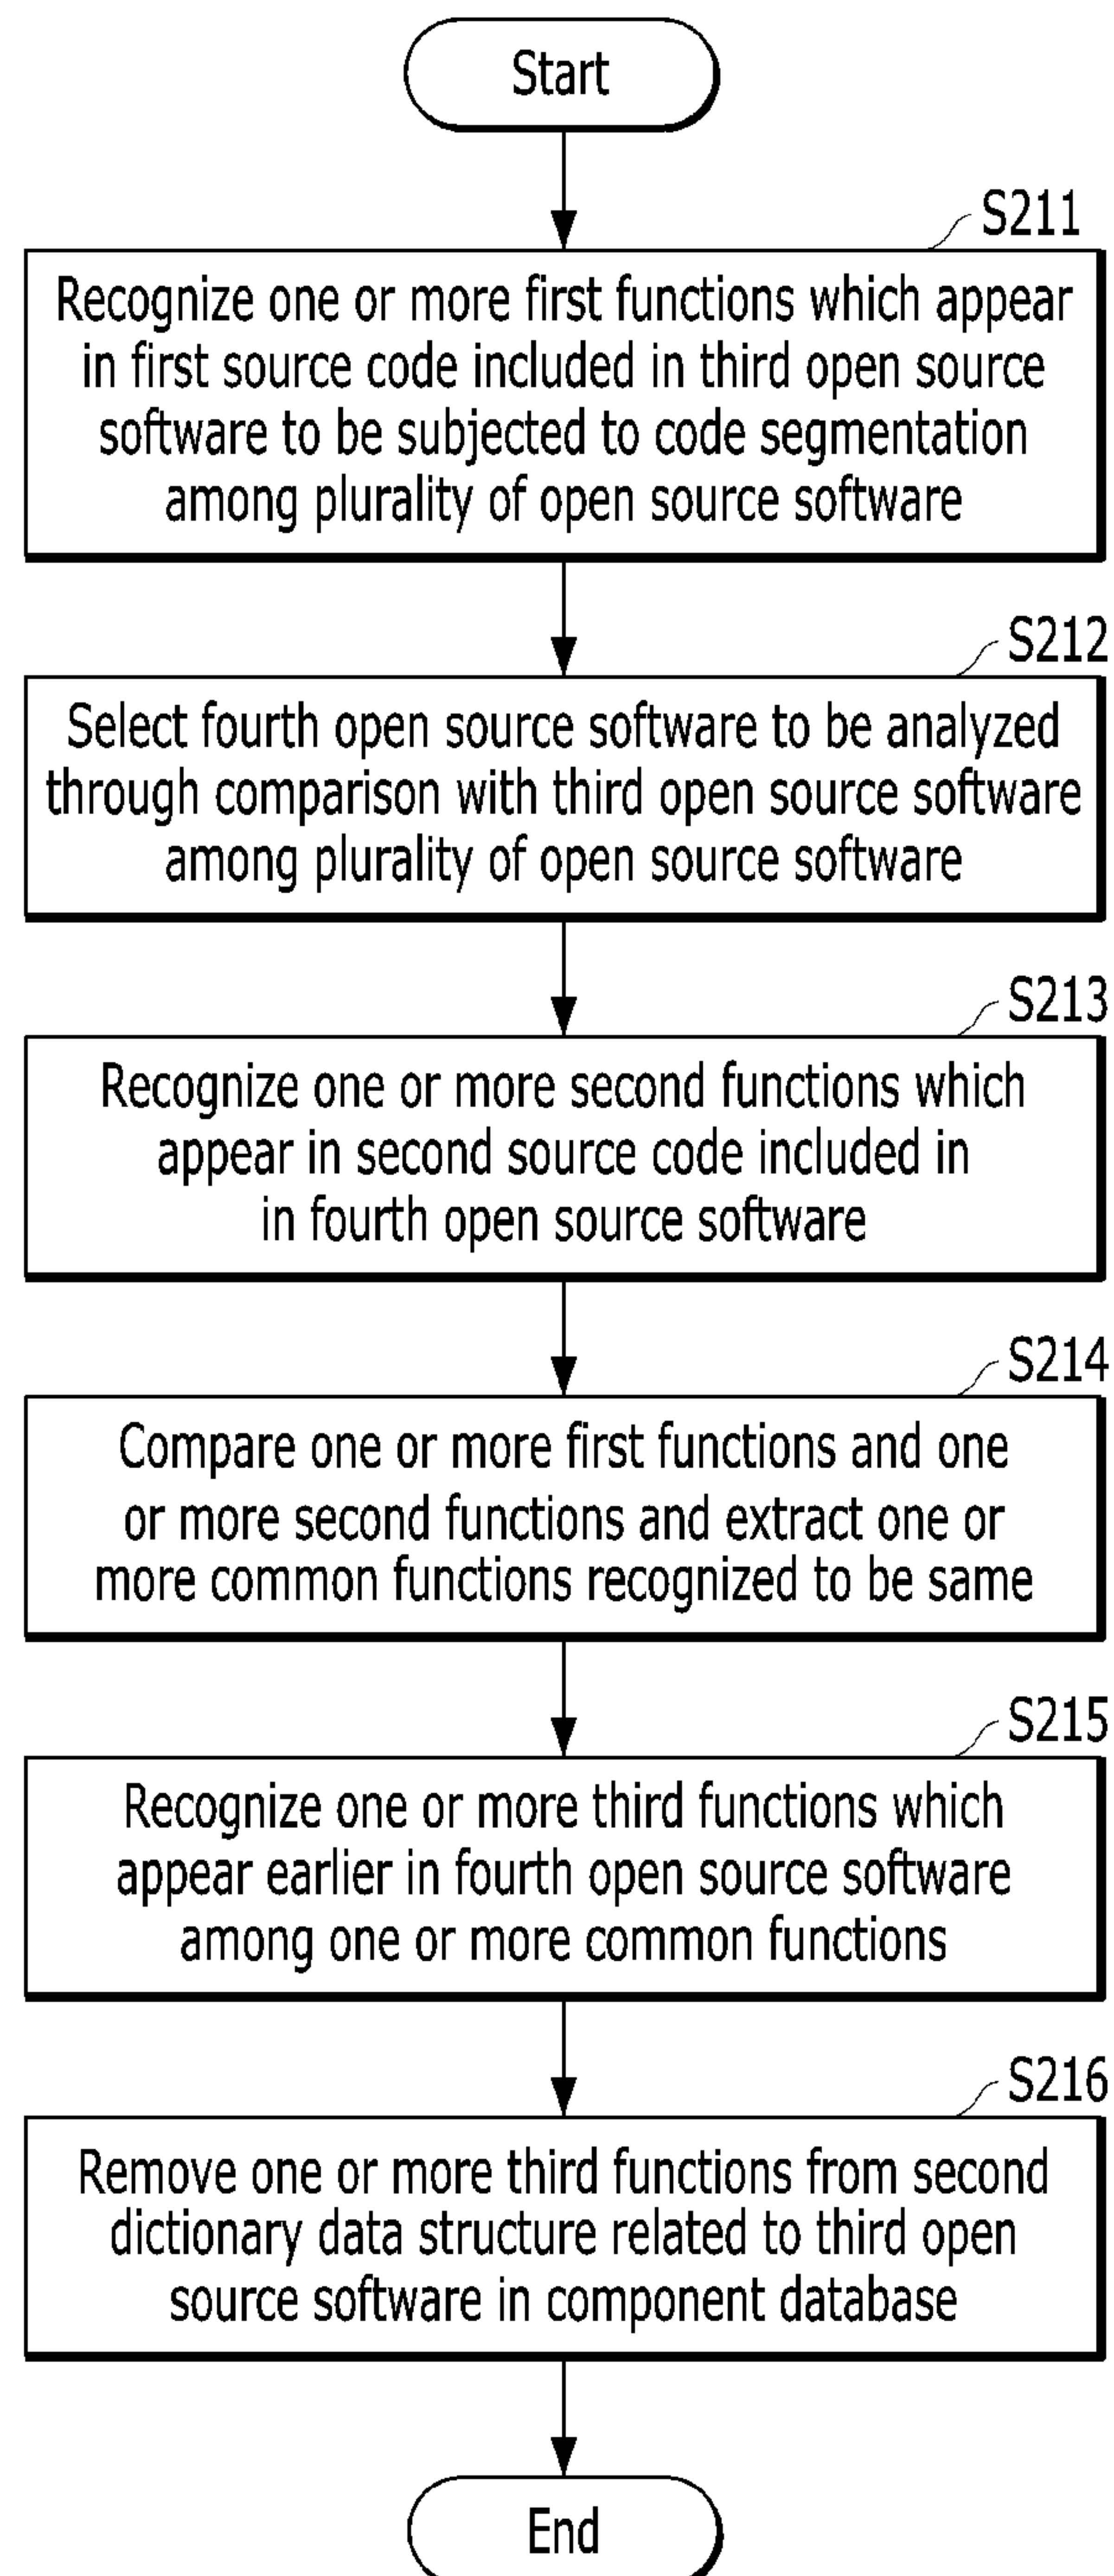 Start
S211
Recognize one or more first functions which appear
in first source code included in third open source
software to be subjected to code segmentation
among plurality of open source software
S212
Select fourth open source software to be analyzed
through comparison with third open source software
among plurality of open source software
S213
Recognize one or more second functions which
appear in second source code included in
in fourth open source software
S214
Compare one or more first functions and one
or more second functions and extract one or
more common functions recognized to be same
S215
Recognize one or more third functions which
appear earlier in fourth open source software
among one or more common functions
S216
Remove one or more third functions from second
dictionary data structure related to third open
source software in component database
End